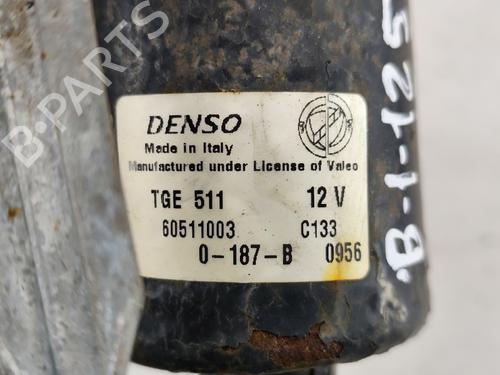 B-PARTS
DENSO
Made in Italy
Manufactured under License of Valeo
TGE 511 12 V
60511003 C133
0-187-B 0956
B-1-125